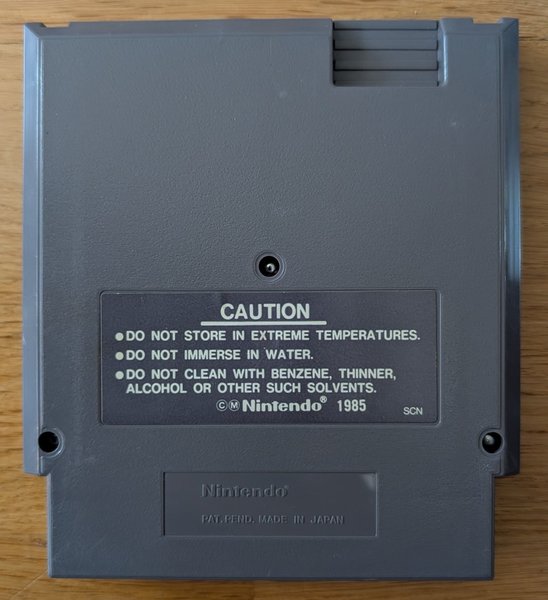 CAUTION
●DO NOT STORE IN EXTREME TEMPERATURES.
●DO NOT IMMERSE IN WATER.
●DO NOT CLEAN WITH BENZENE, THINNER,
ALCOHOL OR OTHER SUCH SOLVENTS.
ⒸⓂNintendo® 1985 SCN
Nintendo®
PAT. PEND. MADE IN JAPAN